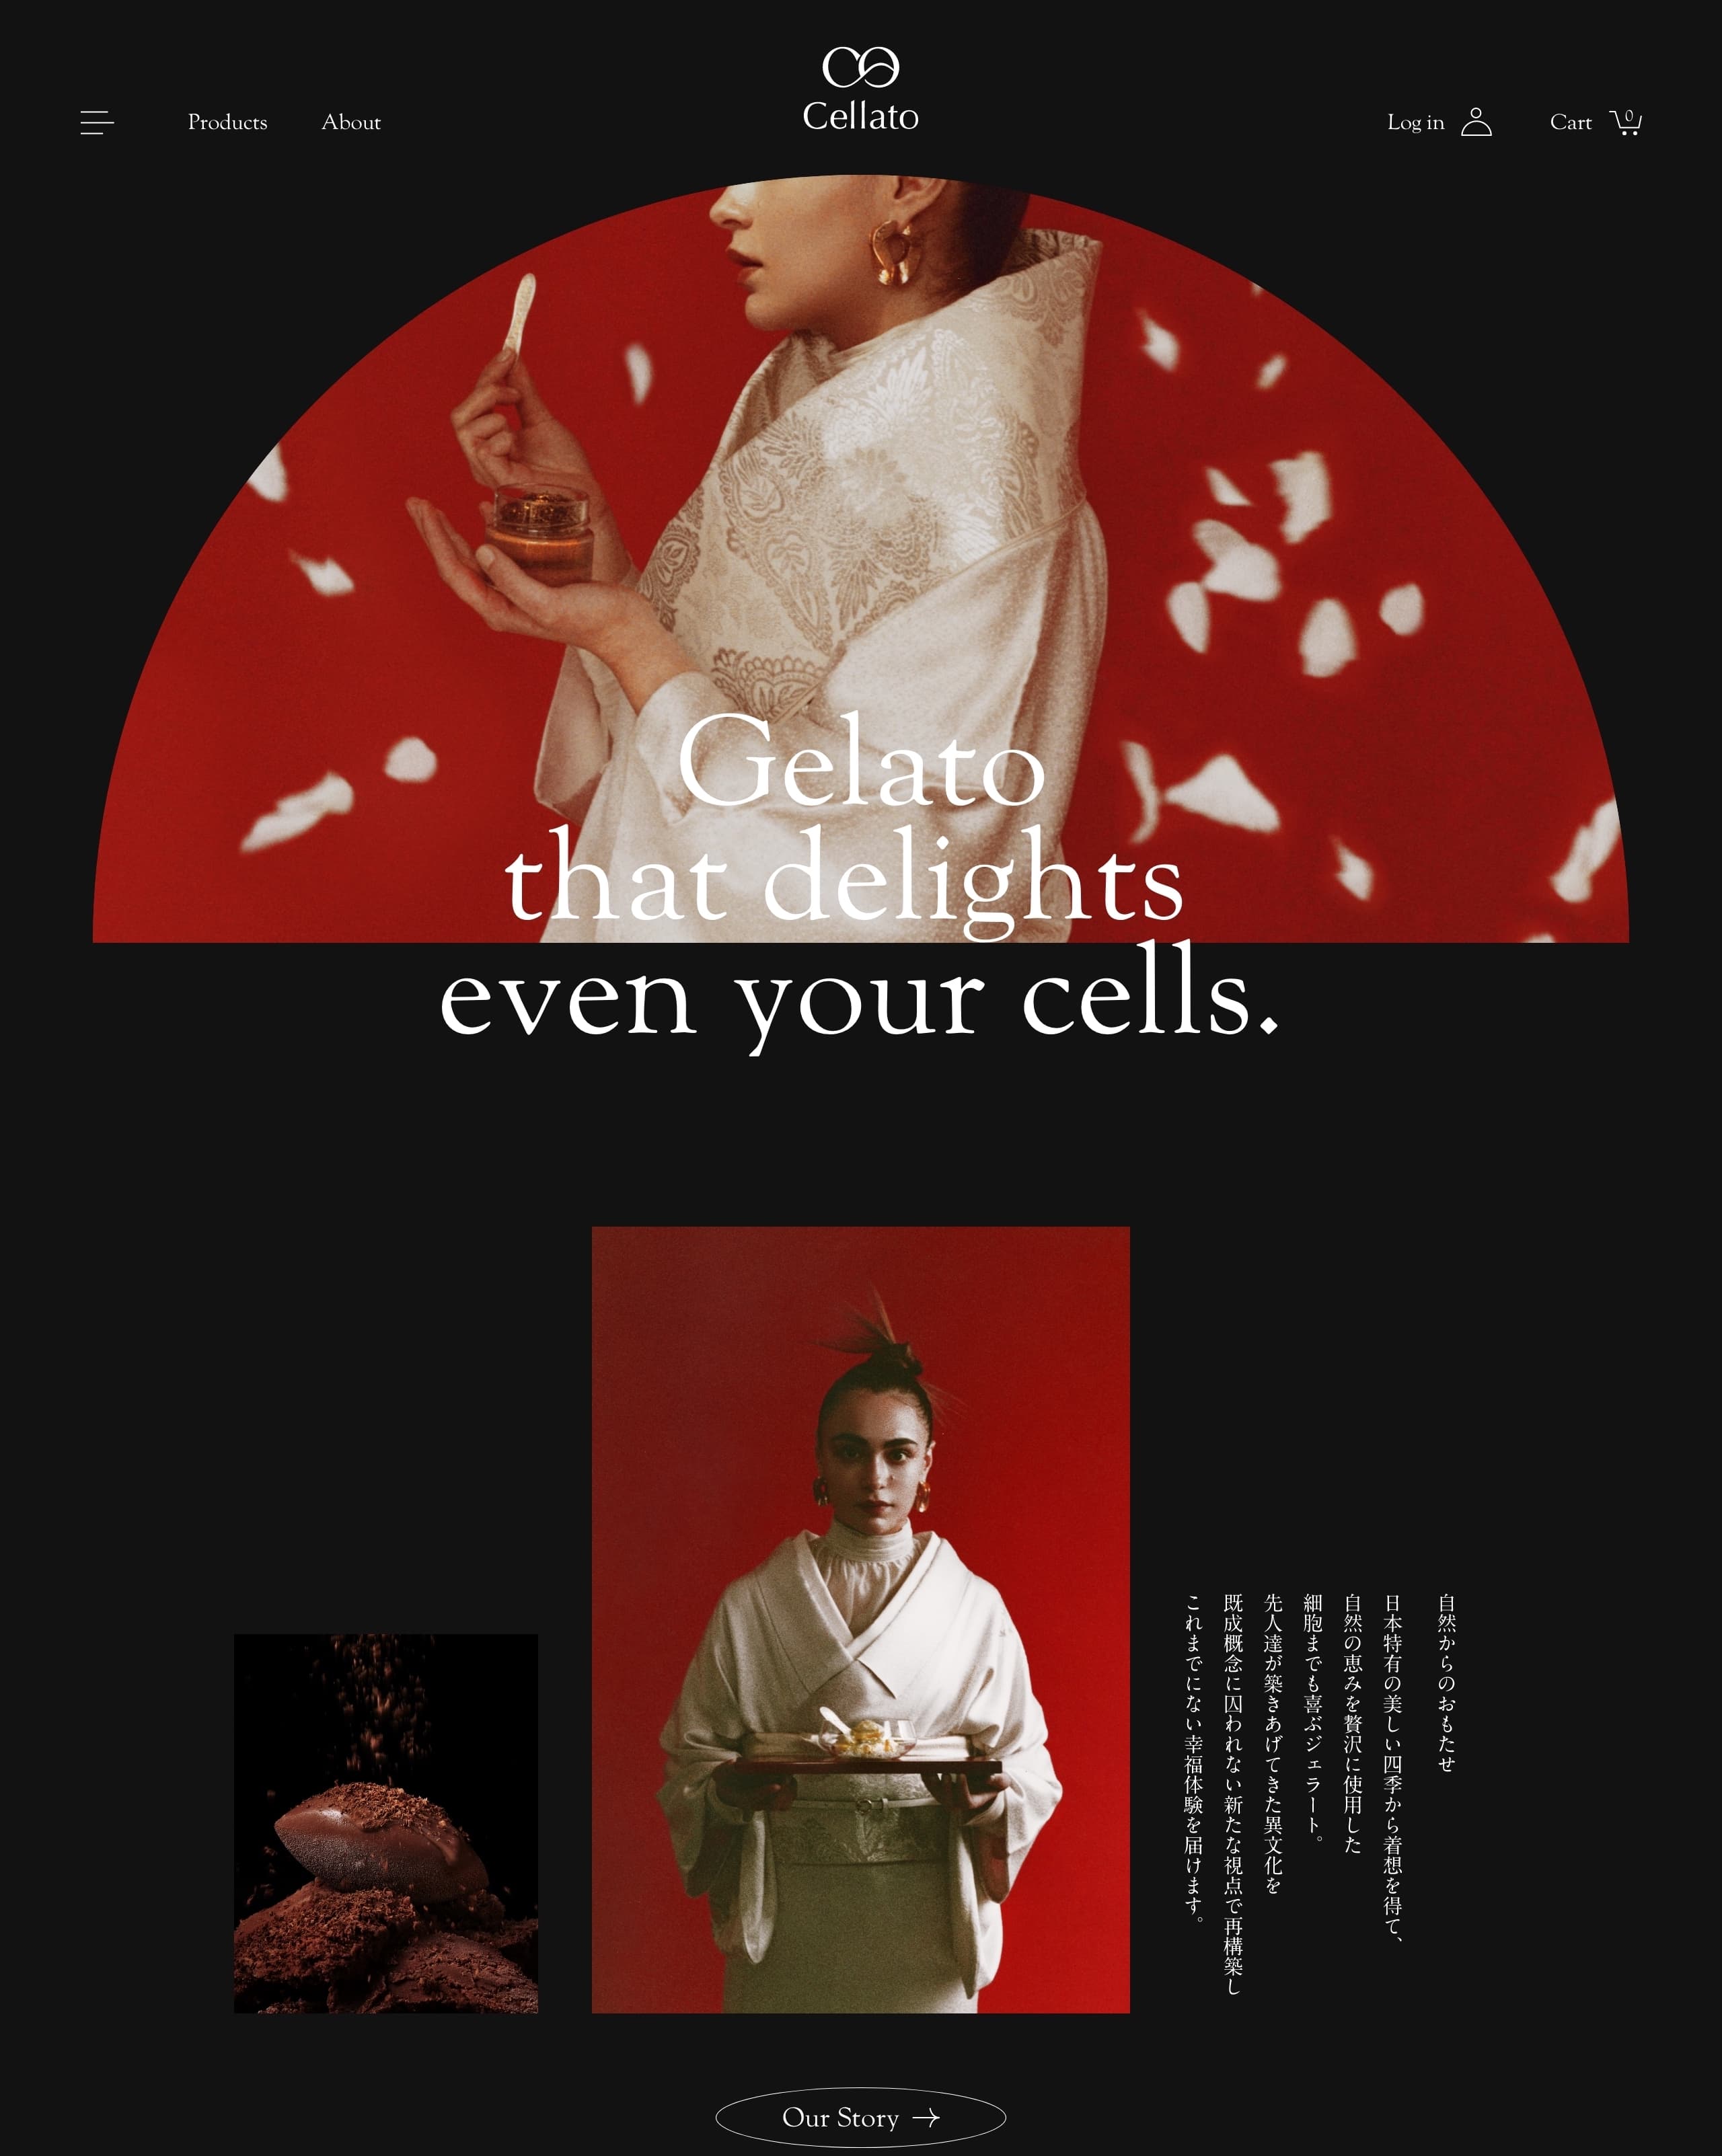 Cellato
Products
About
Log in
Cart
0
Gelato
that delights
even your cells.
自然からのおもたせ
日本特有の美しい四季から着想を得て、
自然の恵みを贅沢に使用した
細胞までも喜ぶジェラート。
先人達が築きあげてきた異文化を
既成概念に囚われない新たな視点で再構築し
これまでにない幸福体験を届けます。
Our Story